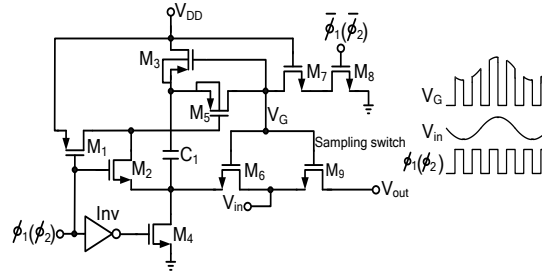 V_DD
ϕ̅₁(ϕ̅₂)
M₃
M₇
M₈
M₅
V_G
V_G
M₁
C₁
Sampling switch
V_in
M₂
M₆
M₉
ϕ₁(ϕ₂)
V_in
V_out
Inv
ϕ₁(ϕ₂)
M₄